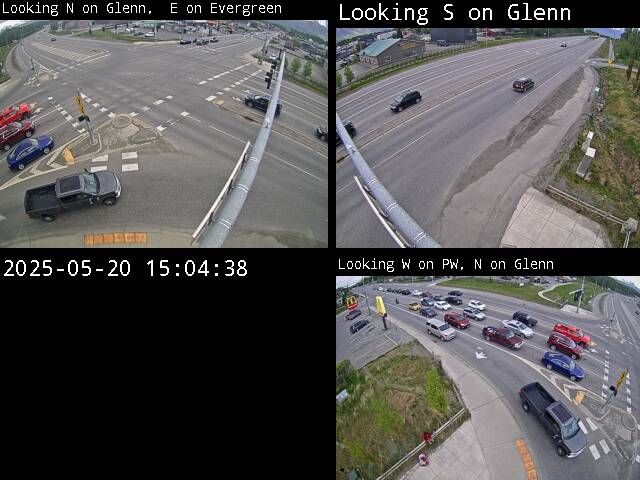 Looking N on Glenn, E on Evergreen
Looking S on Glenn
2025-05-20 15:04:38
Looking W on PW, N on Glenn